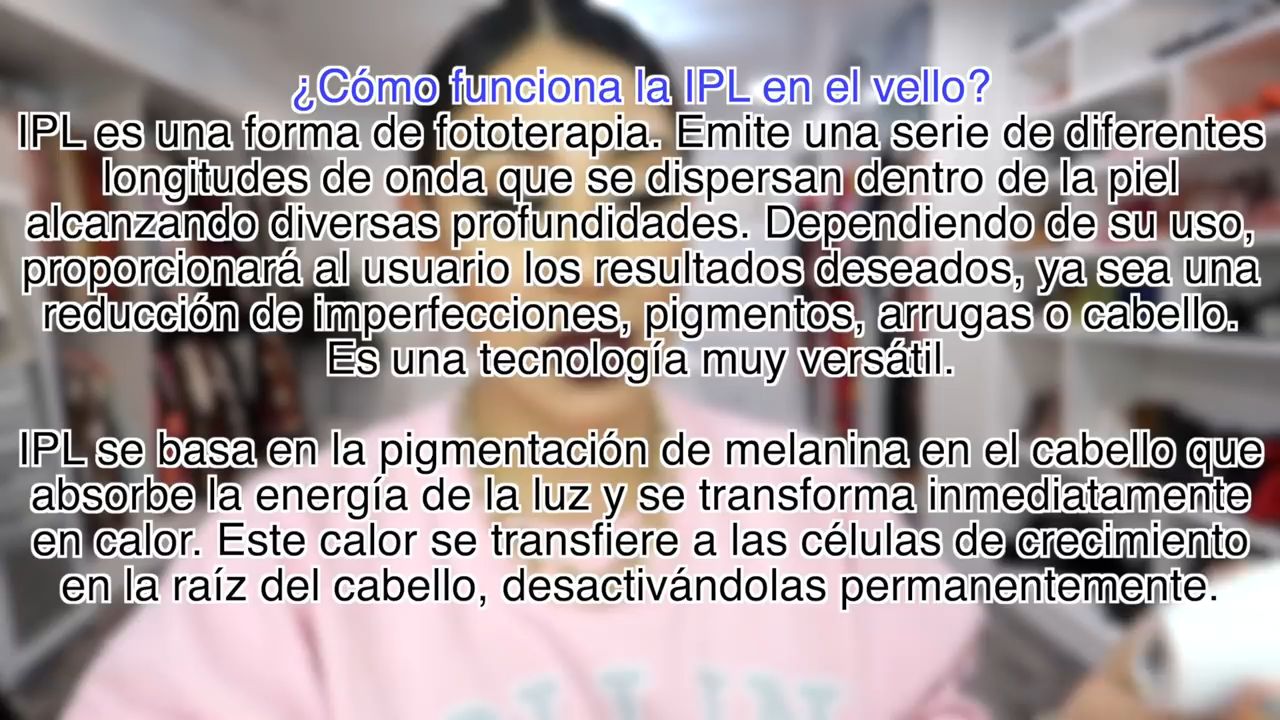 ¿Cómo funciona la IPL en el vello?
IPL es una forma de fototerapia. Emite una serie de diferentes
longitudes de onda que se dispersan dentro de la piel
alcanzando diversas profundidades. Dependiendo de su uso,
proporcionará al usuario los resultados deseados, ya sea una
reducción de imperfecciones, pigmentos, arrugas o cabello.
Es una tecnología muy versátil.
IPL se basa en la pigmentación de melanina en el cabello que
absorbe la energía de la luz y se transforma inmediatamente
en calor. Este calor se transfiere a las células de crecimiento
en la raíz del cabello, desactivándolas permanentemente.